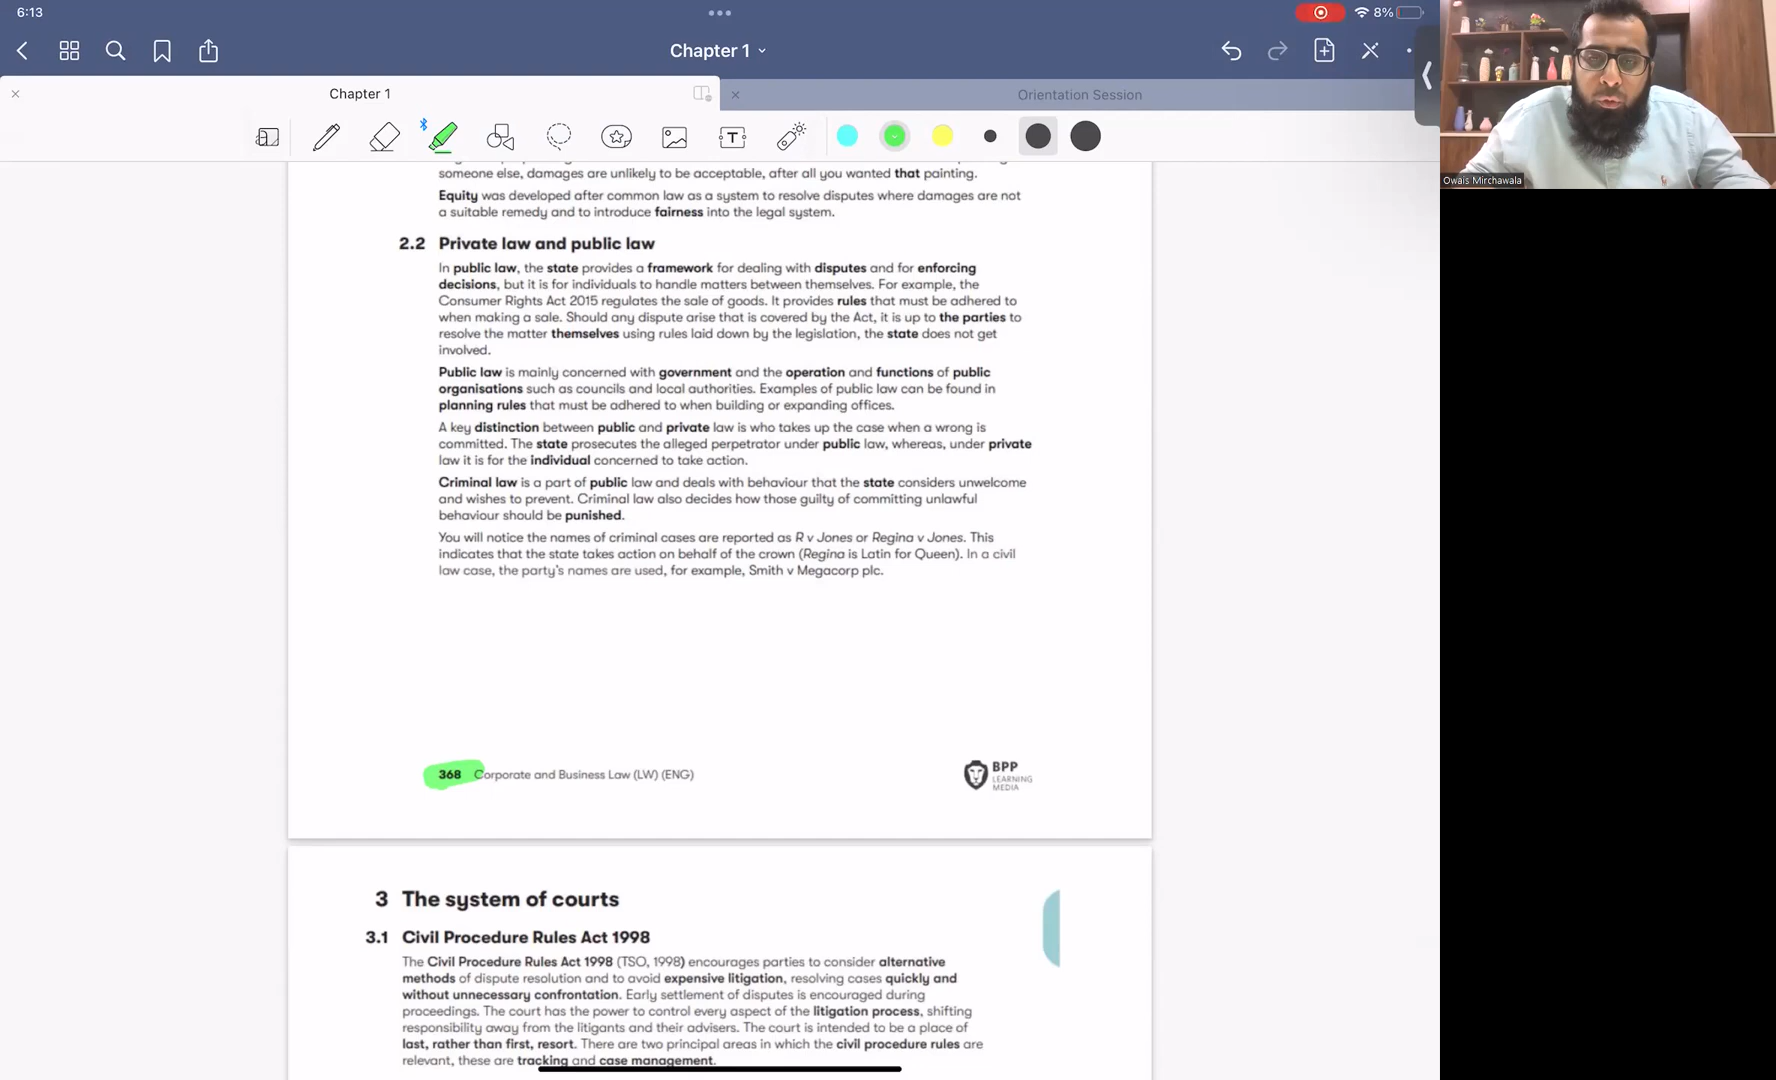 6:13
8%
Chapter 1
Chapter 1
Orientation Session
Owais Mirchawala
someone else, damages are unlikely to be acceptable, after all you wanted that painting.
Equity was developed after common law as a system to resolve disputes where damages are not
a suitable remedy and to introduce fairness into the legal system.
2.2 Private law and public law
In public law, the state provides a framework for dealing with disputes and for enforcing
decisions, but it is for individuals to handle matters between themselves. For example, the
Consumer Rights Act 2015 regulates the sale of goods. It provides rules that must be adhered to
when making a sale. Should any dispute arise that is covered by the Act, it is up to the parties to
resolve the matter themselves using rules laid down by the legislation, the state does not get
involved.
Public law is mainly concerned with government and the operation and functions of public
organisations such as councils and local authorities. Examples of public law can be found in
planning rules that must be adhered to when building or expanding offices.
A key distinction between public and private law is who takes up the case when a wrong is
committed. The state prosecutes the alleged perpetrator under public law, whereas, under private
law it is for the individual concerned to take action.
Criminal law is a part of public law and deals with behaviour that the state considers unwelcome
and wishes to prevent. Criminal law also decides how those guilty of committing unlawful
behaviour should be punished.
You will notice the names of criminal cases are reported as R v Jones or Regina v Jones. This
indicates that the state takes action on behalf of the crown (Regina is Latin for Queen). In a civil
law case, the party's names are used, for example, Smith v Megacorp plc.
368 Corporate and Business Law (LW) (ENG)
BPP
LEARNING
MEDIA
3 The system of courts
3.1 Civil Procedure Rules Act 1998
The Civil Procedure Rules Act 1998 (TSO, 1998) encourages parties to consider alternative
methods of dispute resolution and to avoid expensive litigation, resolving cases quickly and
without unnecessary confrontation. Early settlement of disputes is encouraged during
proceedings. The court has the power to control every aspect of the litigation process, shifting
responsibility away from the litigants and their advisers. The court is intended to be a place of
last, rather than first, resort. There are two principal areas in which the civil procedure rules are
relevant, these are tracking and case management.